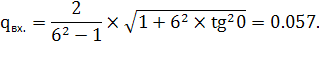 qвх. = 2 / (6² − 1) × √(1 + 6² × tg²0) = 0.057.